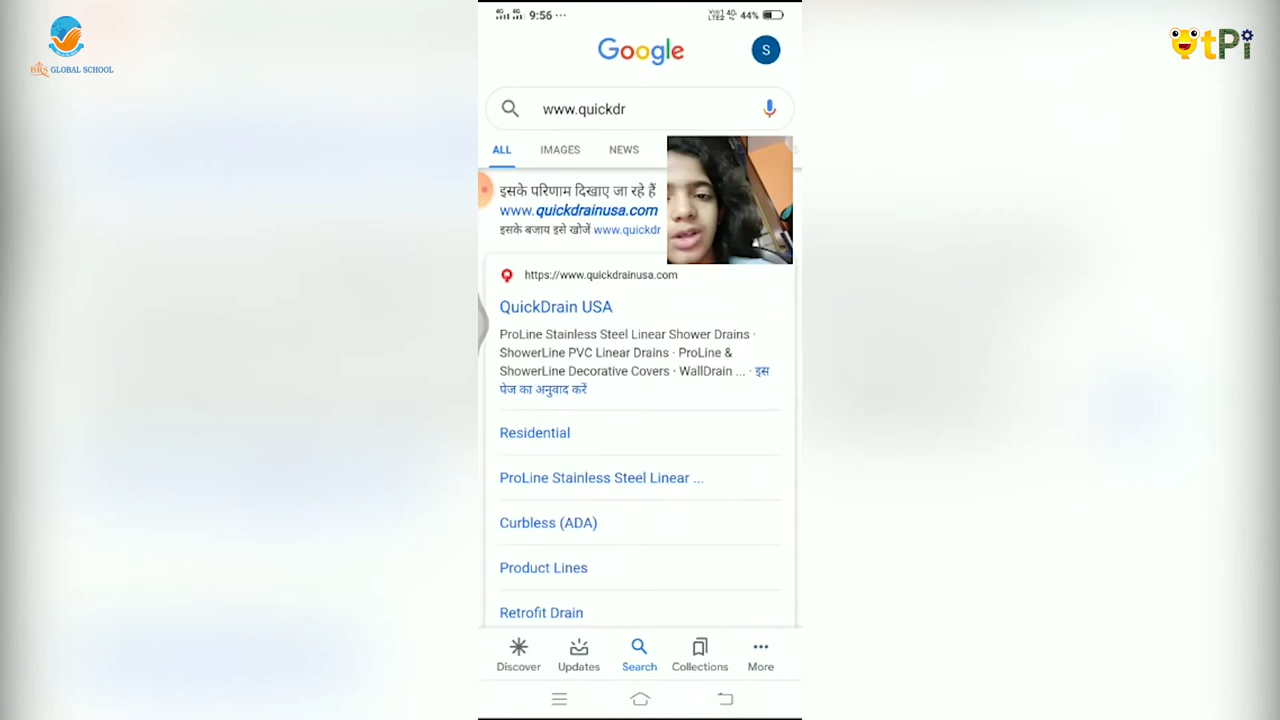 BRS GLOBAL SCHOOL
OtPi
9:56
44%
Google
S
www.quickdr
ALL IMAGES NEWS
इसके परिणाम दिखाए जा रहे हैं
www.quickdrainusa.com
इसके बजाय इसे खोजें www.quickdr
https://www.quickdrainusa.com
QuickDrain USA
ProLine Stainless Steel Linear Shower Drains ·
ShowerLine PVC Linear Drains · ProLine &
ShowerLine Decorative Covers · WallDrain ... · इस
पेज का अनुवाद करें
Residential
ProLine Stainless Steel Linear ...
Curbless (ADA)
Product Lines
Retrofit Drain
Discover Updates Search Collections More